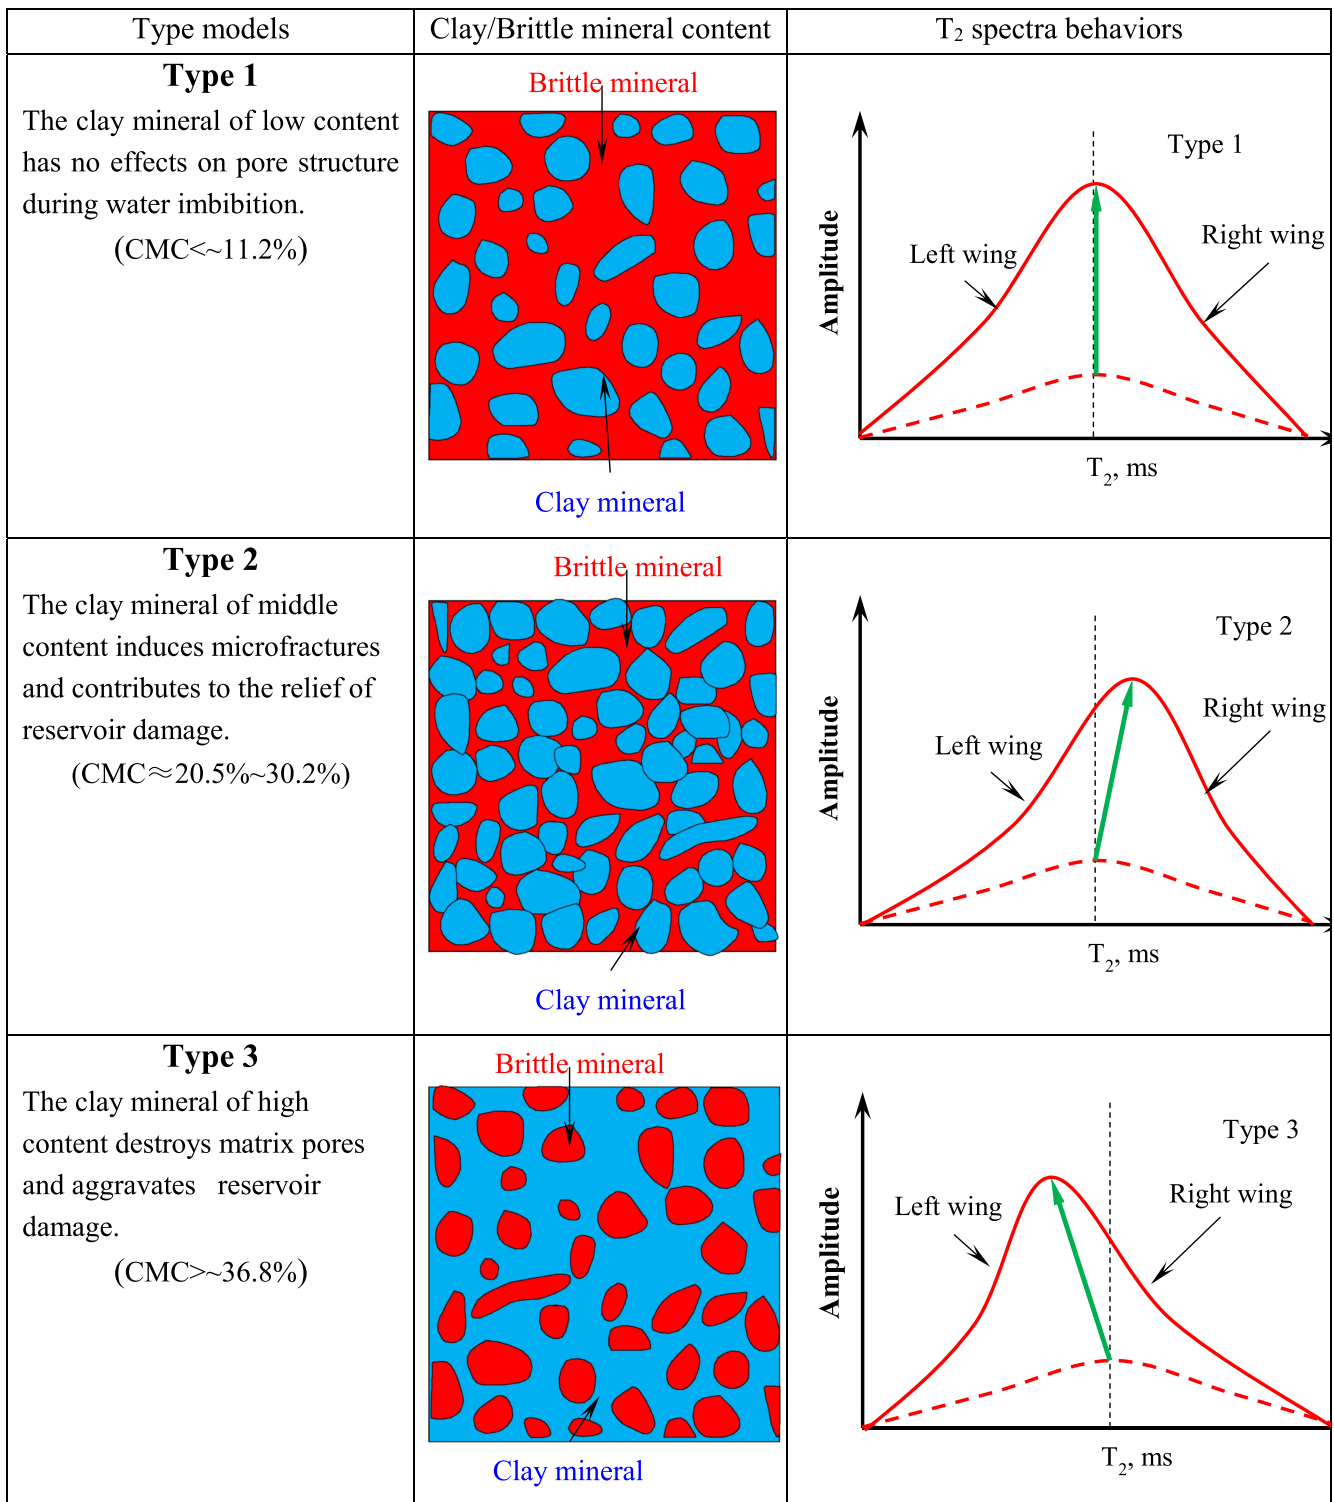 Type models
Clay/Brittle mineral content
T₂ spectra behaviors
Type 1
The clay mineral of low content
has no effects on pore structure
during water imbibition.
(CMC<~11.2%)
Brittle mineral
Clay mineral
Type 1
Left wing
Right wing
Amplitude
T₂, ms
Type 2
The clay mineral of middle
content induces microfractures
and contributes to the relief of
reservoir damage.
(CMC≈20.5%~30.2%)
Brittle mineral
Clay mineral
Type 2
Left wing
Right wing
Amplitude
T₂, ms
Type 3
The clay mineral of high
content destroys matrix pores
and aggravates reservoir
damage.
(CMC>~36.8%)
Brittle mineral
Clay mineral
Type 3
Left wing
Right wing
Amplitude
T₂, ms